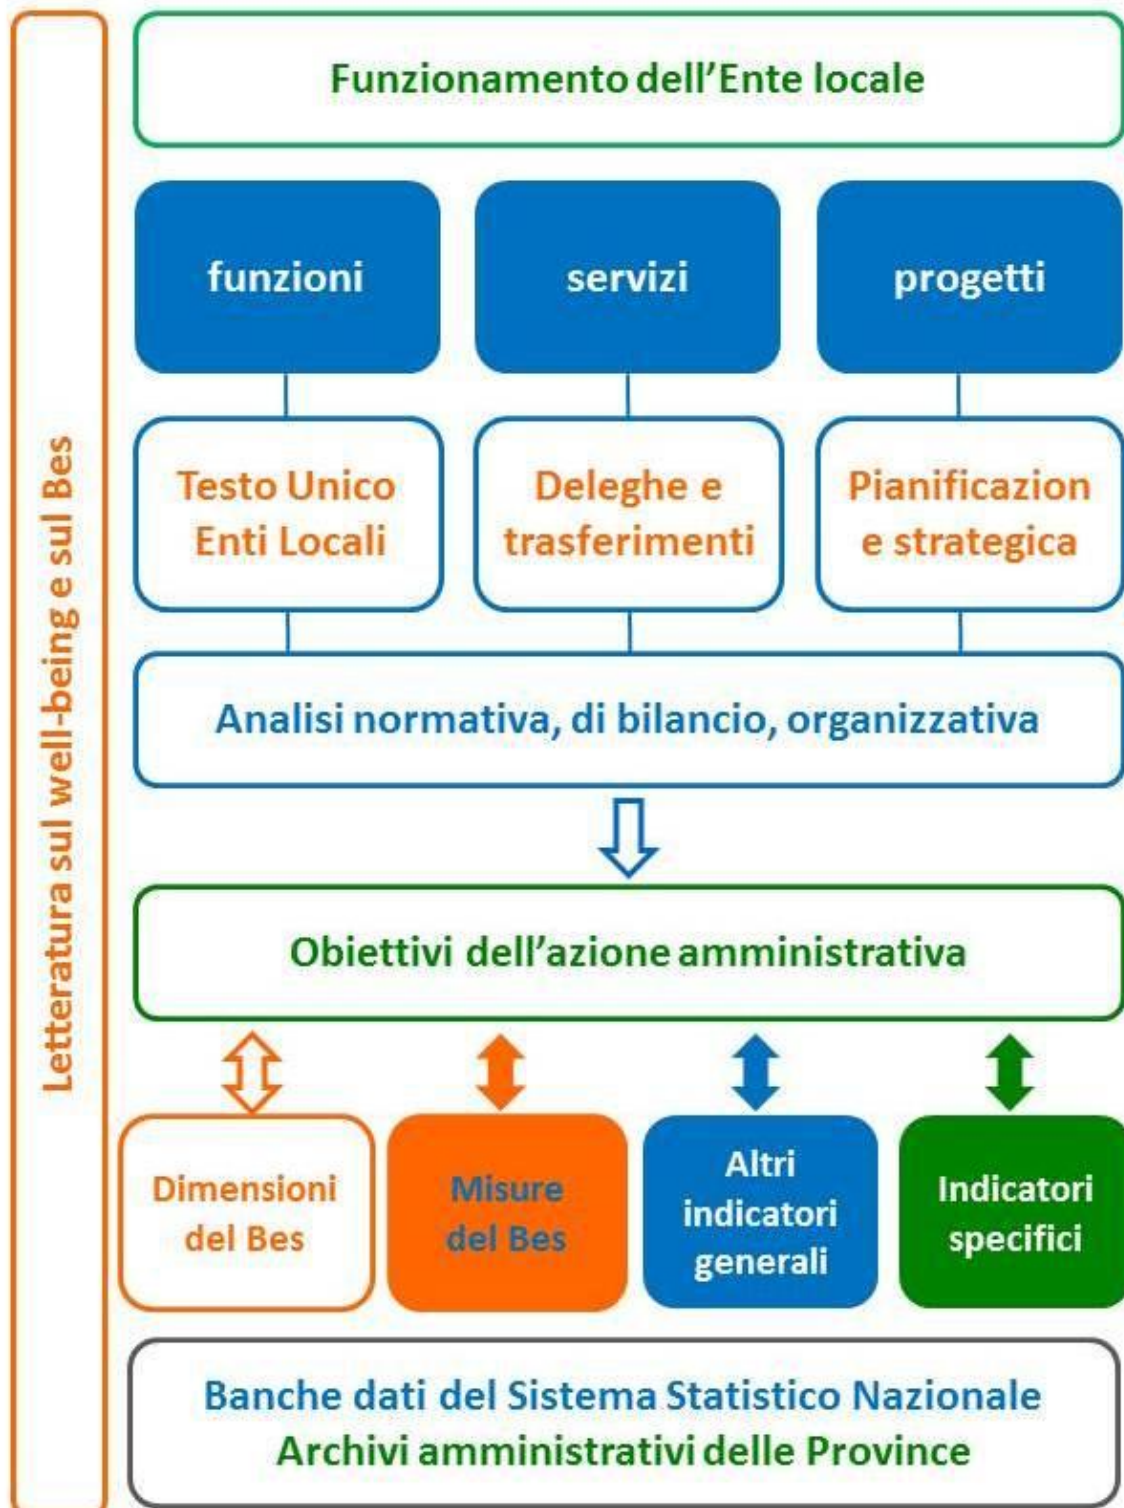 Letteratura sul well-being e sul Bes
Funzionamento dell’Ente locale
funzioni
servizi
progetti
Testo Unico
Enti Locali
Deleghe e
trasferimenti
Pianificazion
e strategica
Analisi normativa, di bilancio, organizzativa
Obiettivi dell’azione amministrativa
Dimensioni
del Bes
Misure
del Bes
Altri
indicatori
generali
Indicatori
specifici
Banche dati del Sistema Statistico Nazionale
Archivi amministrativi delle Province